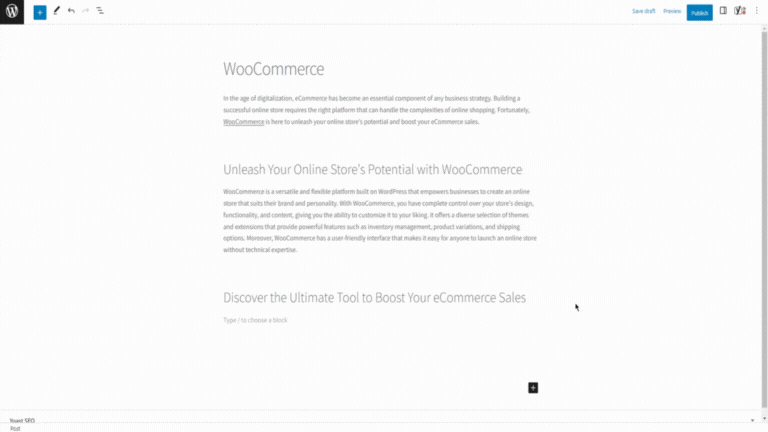 Save draft Preview Publish
WooCommerce
In the age of digitalization, eCommerce has become an essential component of any business strategy. Building a
successful online store requires the right platform that can handle the complexities of online shopping. Fortunately,
WooCommerce is here to unleash your online store's potential and boost your eCommerce sales.
Unleash Your Online Store's Potential with WooCommerce
WooCommerce is a versatile and flexible platform built on WordPress that empowers businesses to create an online
store that suits their brand and personality. With WooCommerce, you have complete control over your store's design,
functionality, and content, giving you the ability to customize it to your liking. It offers a diverse selection of themes
and extensions that provide powerful features such as inventory management, product variations, and shipping
options. Moreover, WooCommerce has a user-friendly interface that makes it easy for anyone to launch an online store
without technical expertise.
Discover the Ultimate Tool to Boost Your eCommerce Sales
Type / to choose a block
Yoast SEO
Post